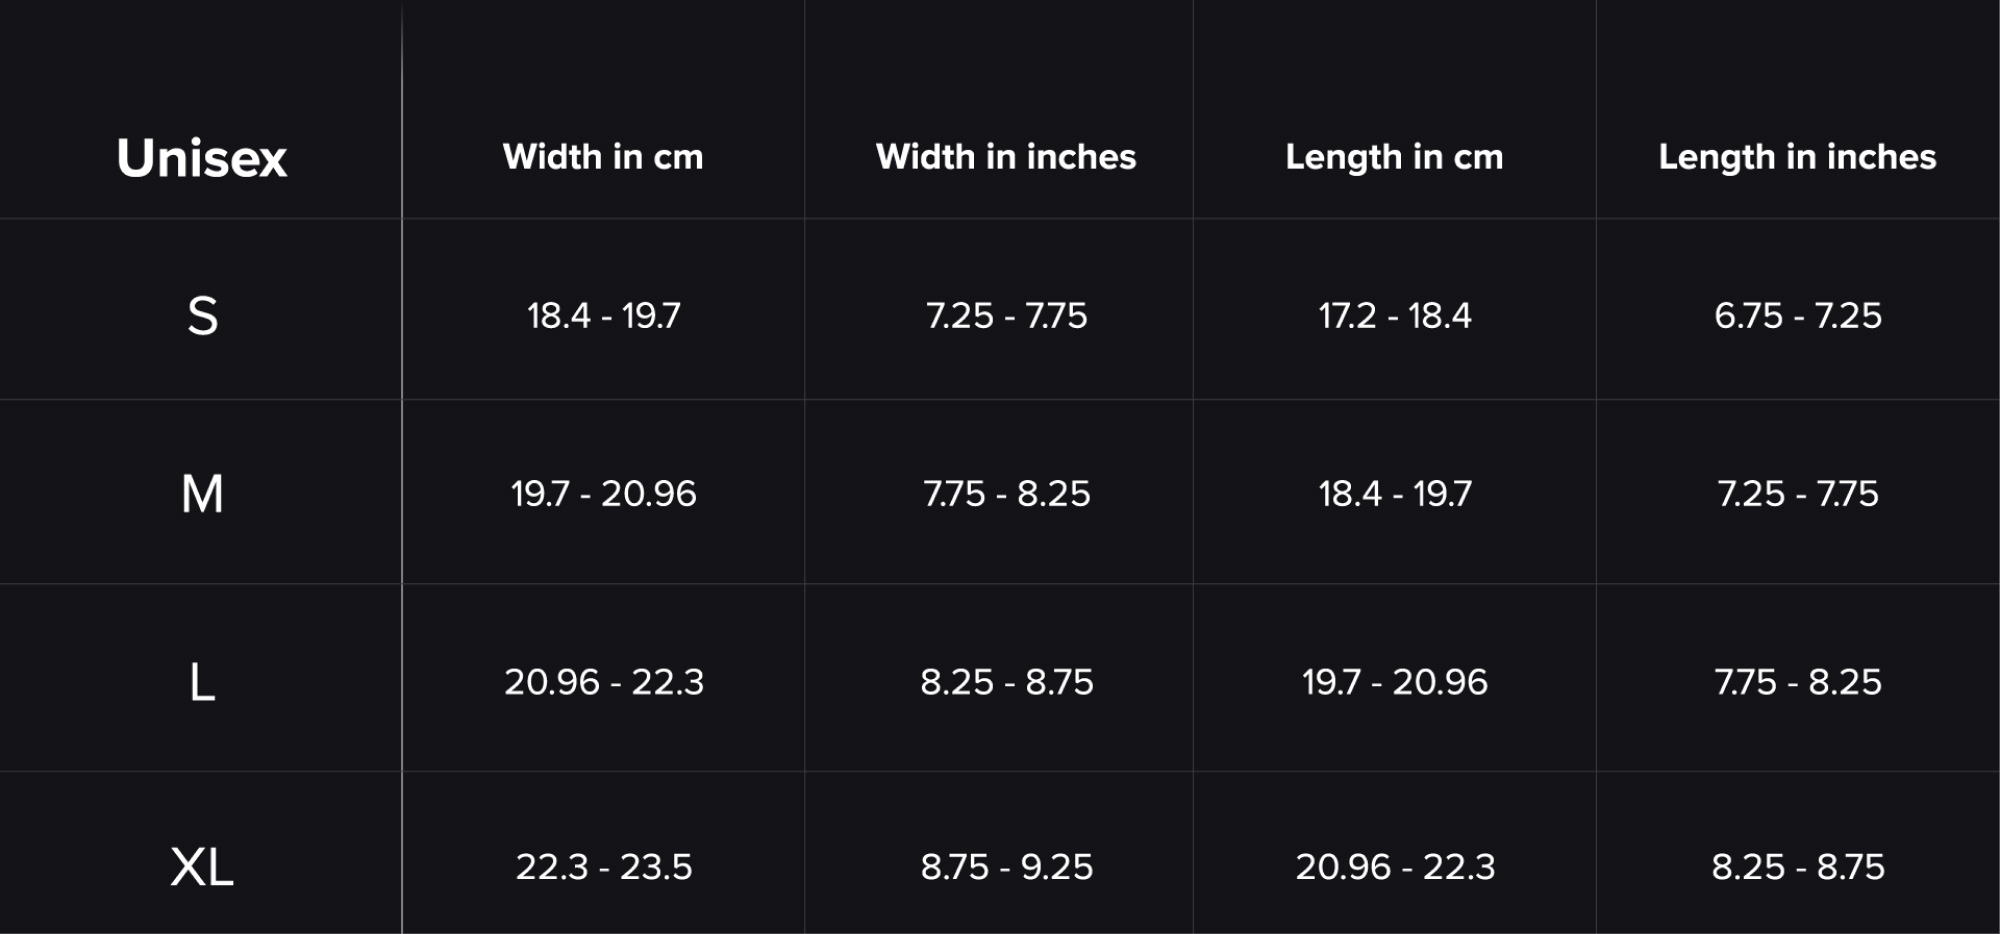 Unisex Width in cm Width in inches Length in cm Length in inches
S 18.4 - 19.7 7.25 - 7.75 17.2 - 18.4 6.75 - 7.25
M 19.7 - 20.96 7.75 - 8.25 18.4 - 19.7 7.25 - 7.75
L 20.96 - 22.3 8.25 - 8.75 19.7 - 20.96 7.75 - 8.25
XL 22.3 - 23.5 8.75 - 9.25 20.96 - 22.3 8.25 - 8.75